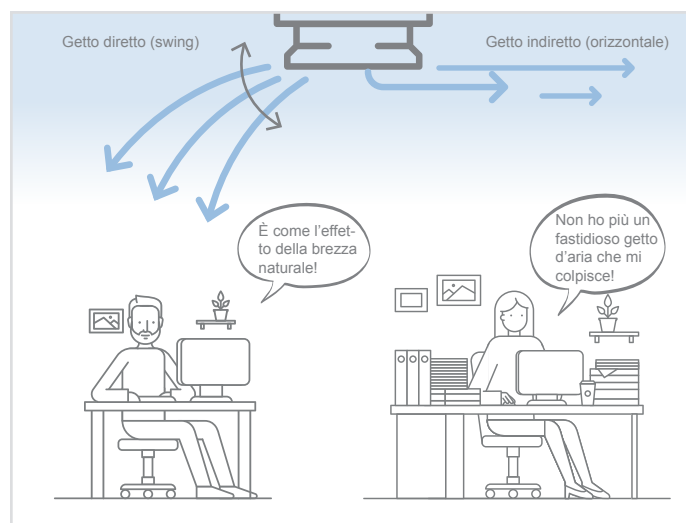 Getto diretto (swing)
Getto indiretto (orizzontale)
È come l'effet-
to della brezza
naturale!
Non ho più un
fastidioso getto
d'aria che mi
colpisce!